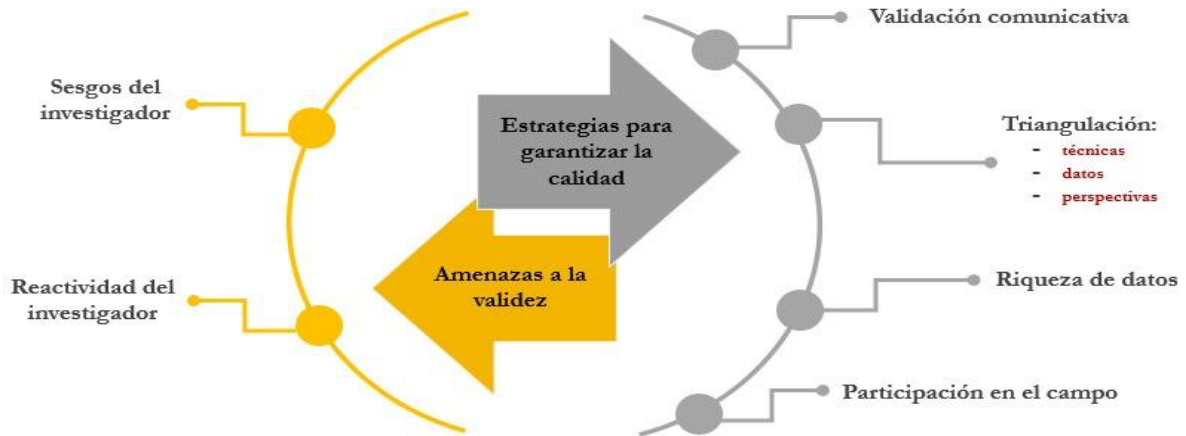 Validación comunicativa
Sesgos del
investigador
Estrategias para
garantizar la
calidad
Triangulación:
- técnicas
- datos
- perspectivas
Reactividad del
investigador
Amenazas a la
validez
Riqueza de datos
Participación en el campo